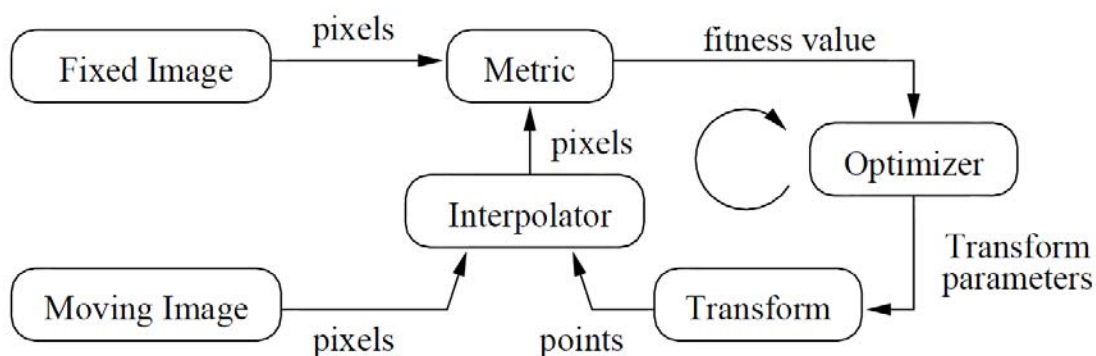 pixels
fitness value
Fixed Image
Metric
pixels
Optimizer
Interpolator
Transform
parameters
Moving Image
Transform
pixels
points